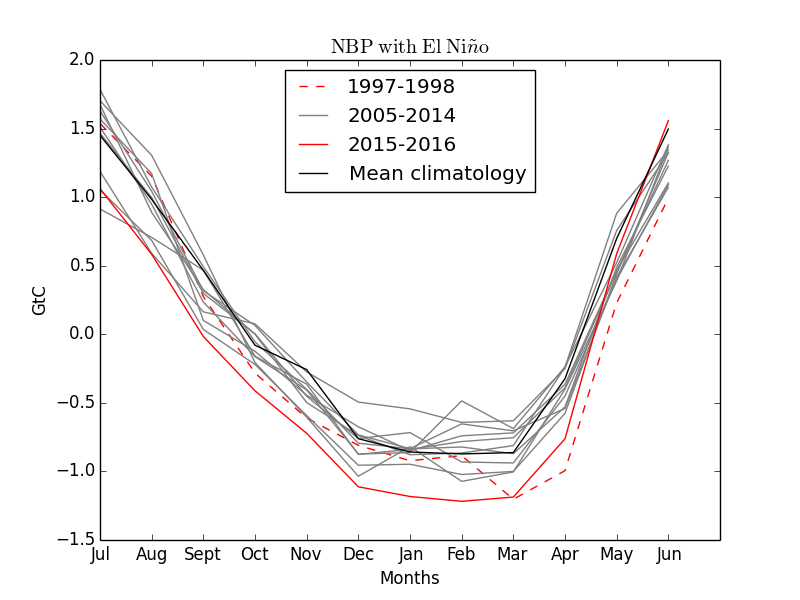 NBP with El Niño
1997-1998
2005-2014
2015-2016
Mean climatology
2.0
1.5
1.0
0.5
0.0
−0.5
−1.0
−1.5
GtC
Jul Aug Sept Oct Nov Dec Jan Feb Mar Apr May Jun
Months